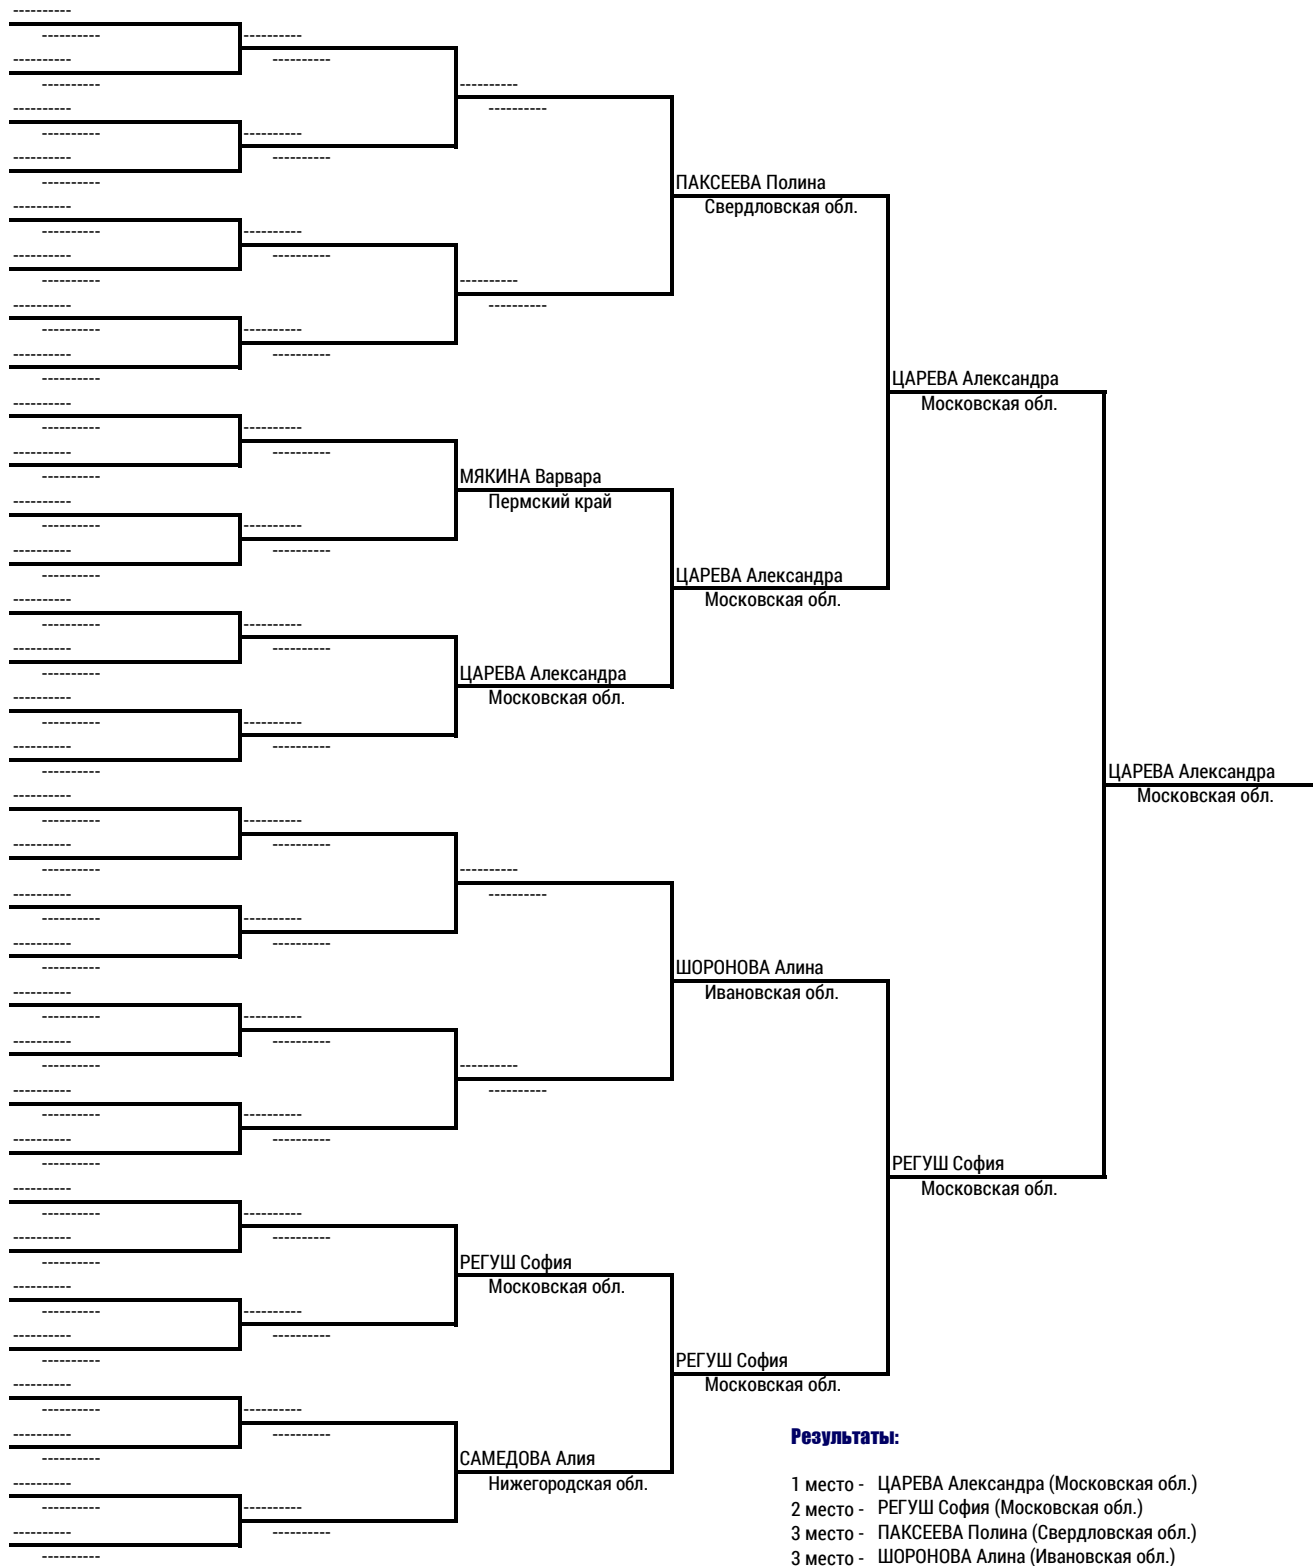 ПАКСЕЕВА Полина
Свердловская обл.
ЦАРЕВА Александра
Московская обл.
МЯКИНА Варвара
Пермский край
ЦАРЕВА Александра
Московская обл.
ЦАРЕВА Александра
Московская обл.
ЦАРЕВА Александра
Московская обл.
ШОРОНОВА Алина
Ивановская обл.
РЕГУШ София
Московская обл.
РЕГУШ София
Московская обл.
РЕГУШ София
Московская обл.
САМЕДОВА Алия
Нижегородская обл.
Результаты:
1 место - ЦАРЕВА Александра (Московская обл.)
2 место - РЕГУШ София (Московская обл.)
3 место - ПАКСЕЕВА Полина (Свердловская обл.)
3 место - ШОРОНОВА Алина (Ивановская обл.)